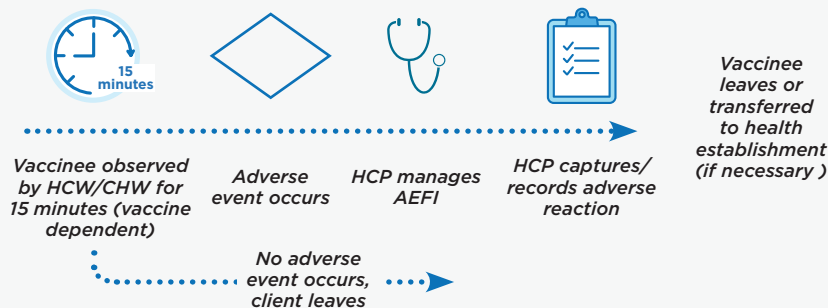 15
minutes
Vaccinee observed
by HCW/CHW for
15 minutes (vaccine
dependent)
Adverse
event occurs
HCP manages
AEFI
HCP captures/
records adverse
reaction
Vaccinee
leaves or
transferred
to health
establishment
(if necessary )
No adverse
event occurs,
client leaves